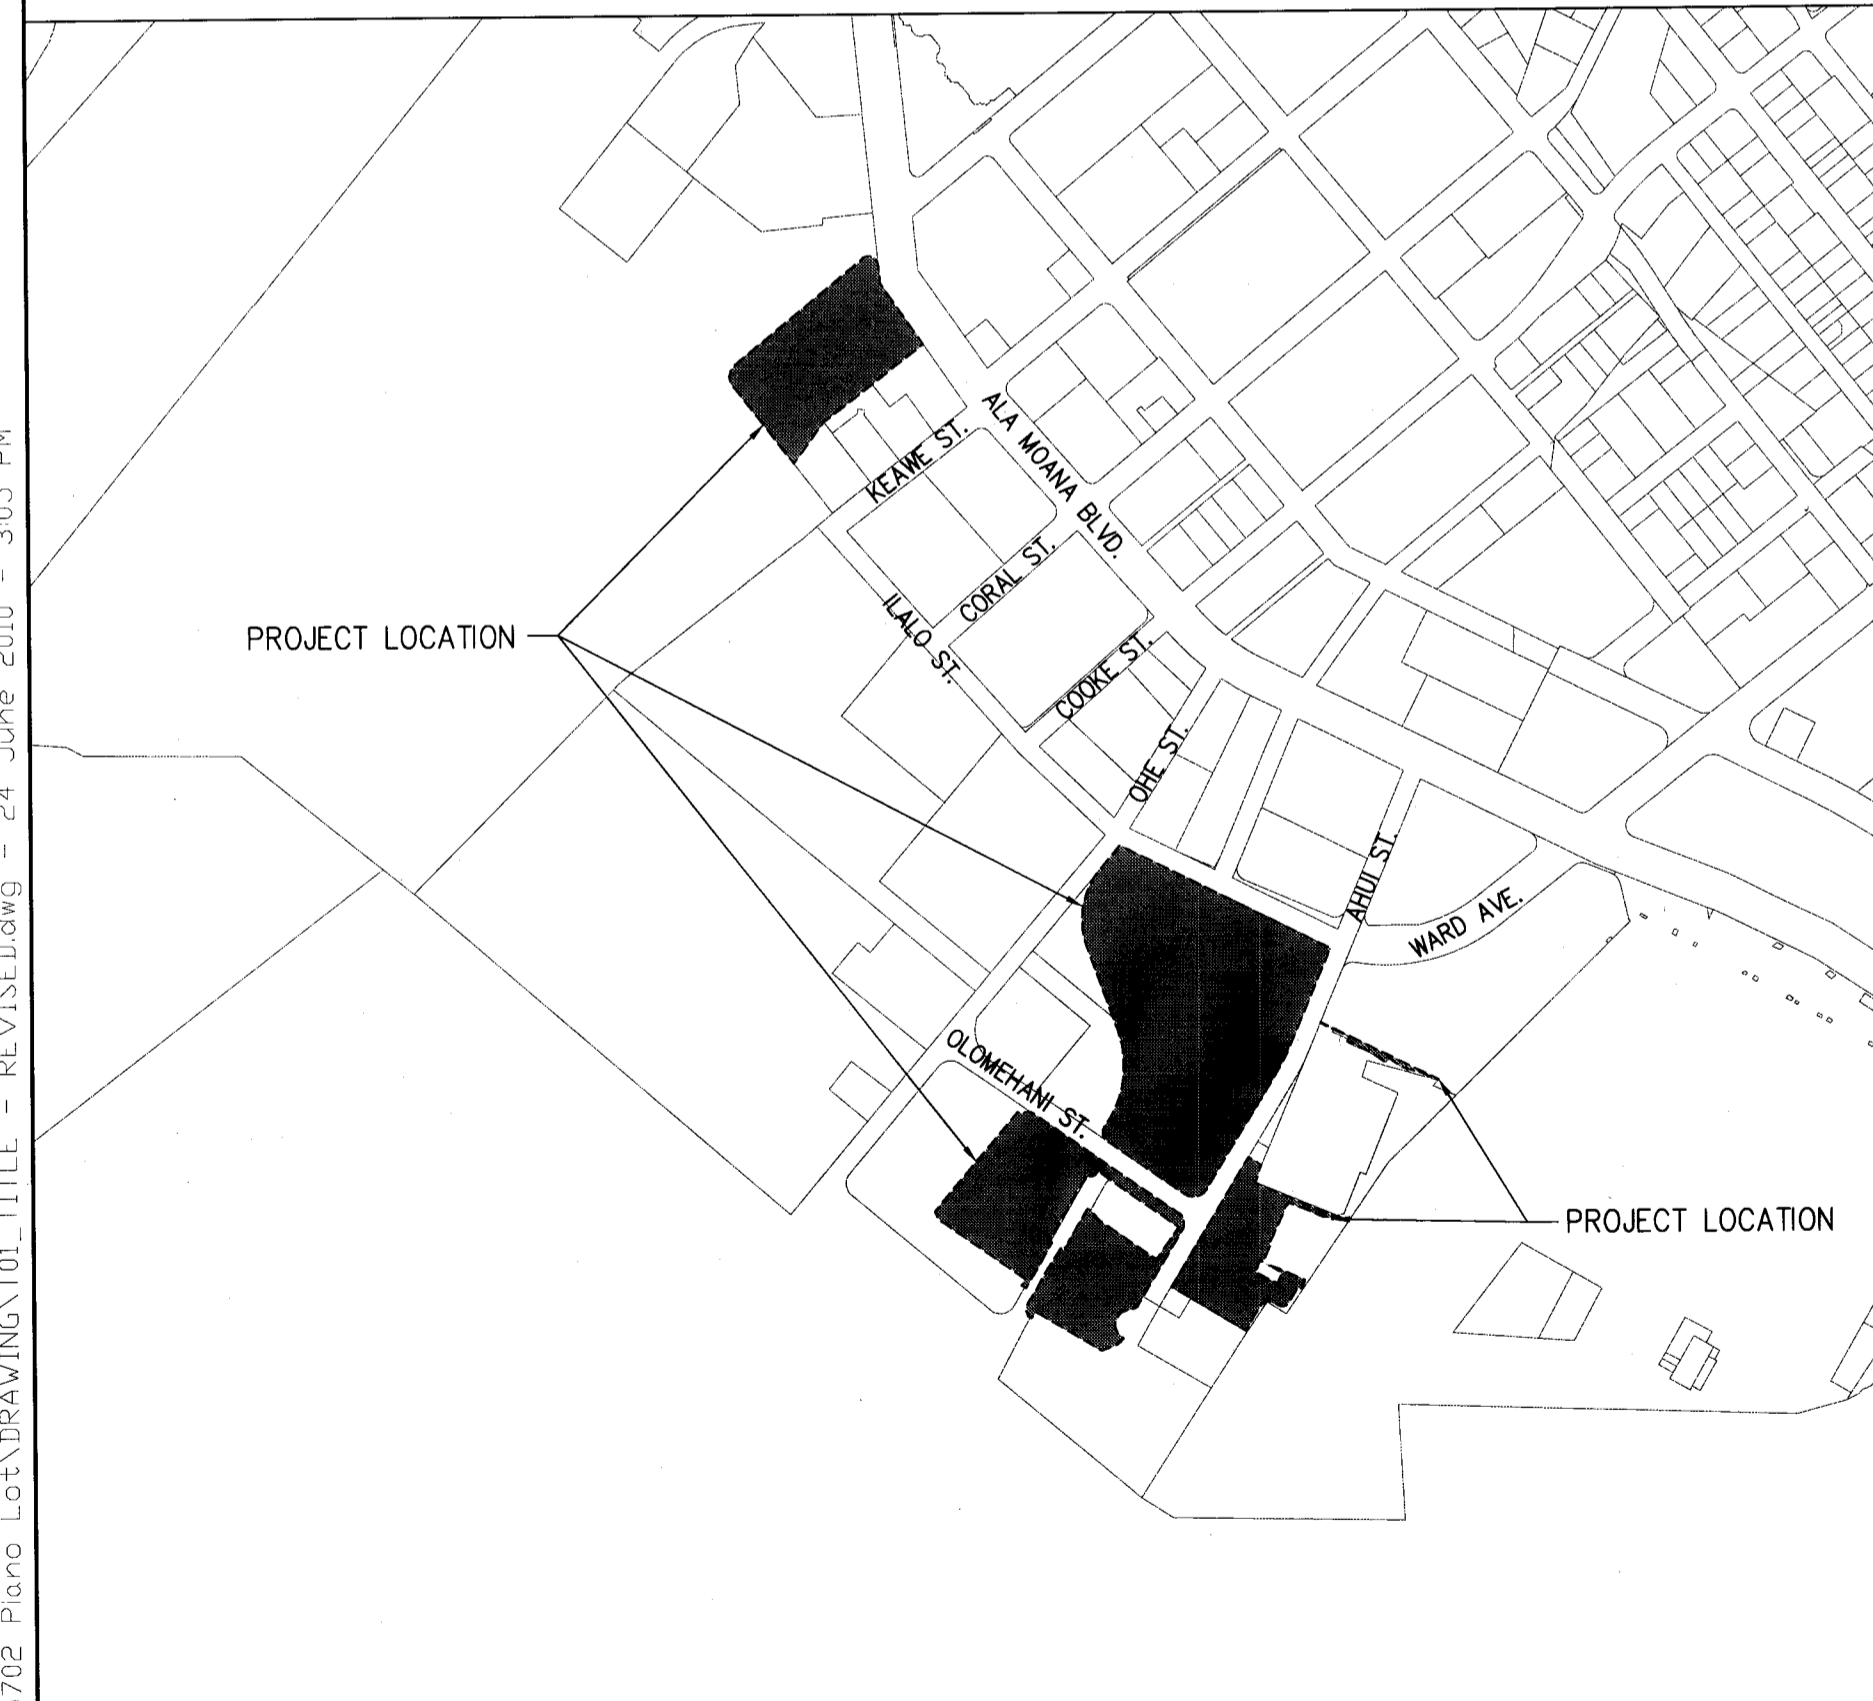 PROJECT LOCATION
KEAWE ST.
ALA MOANA BLVD.
CORAL ST.
ILALO ST.
COOKE ST.
OHE ST.
AHUI ST.
WARD AVE.
OLOMEHANI ST.
PROJECT LOCATION
702 Piano Lot\DRAWING\T01_TITLE - REVISED.dwg - 24 June 2010 - 3:03 PM